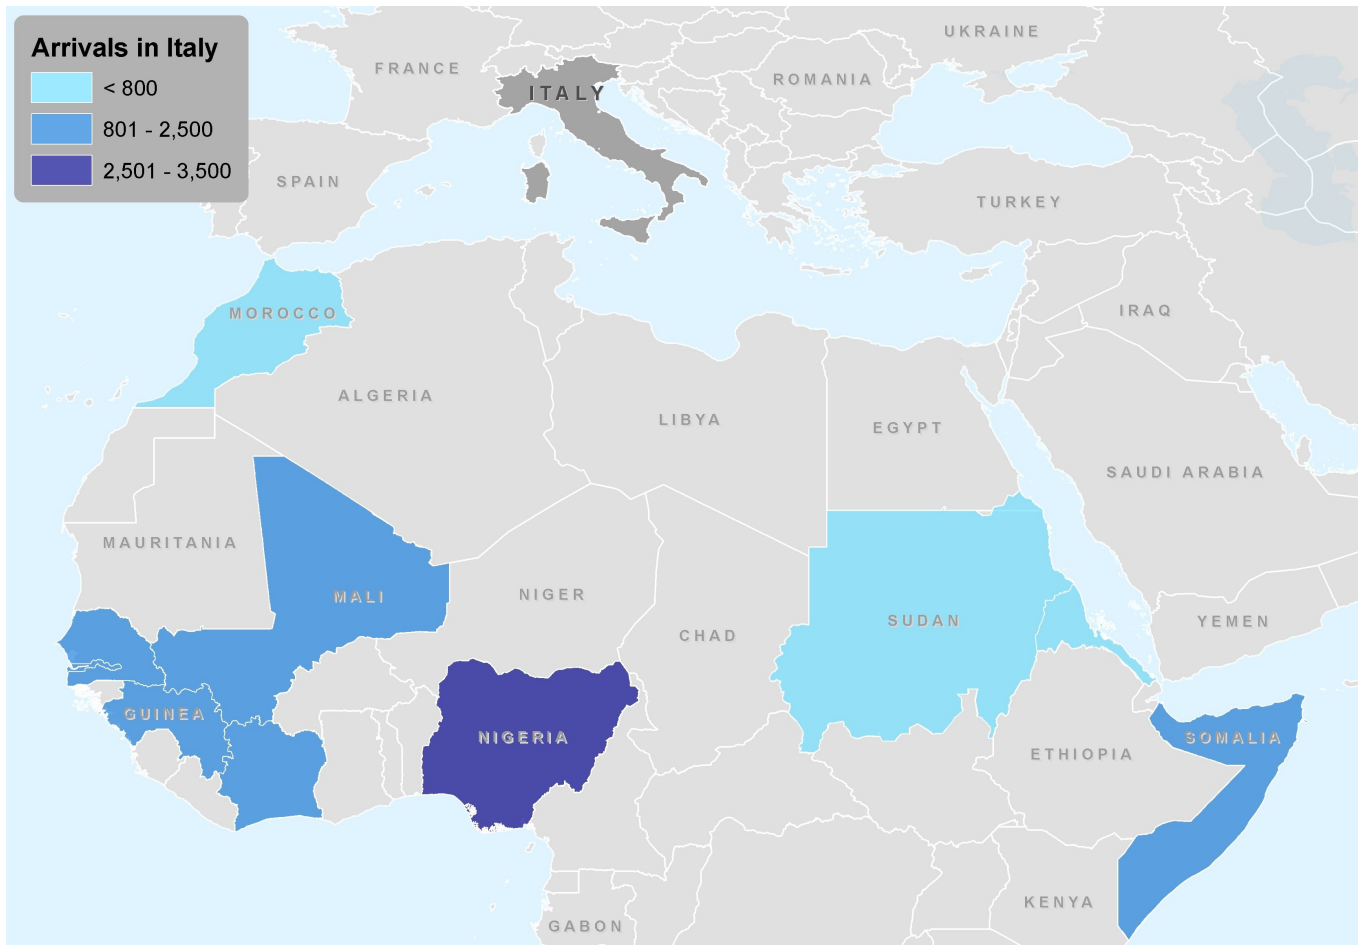 Arrivals in Italy
< 800
801 - 2,500
2,501 - 3,500
UKRAINE
FRANCE
ROMANIA
ITALY
SPAIN
TURKEY
MOROCCO
IRAQ
ALGERIA
LIBYA
EGYPT
SAUDI ARABIA
MAURITANIA
MALI
NIGER
SUDAN
YEMEN
CHAD
GUINEA
NIGERIA
SOMALIA
ETHIOPIA
KENYA
GABON